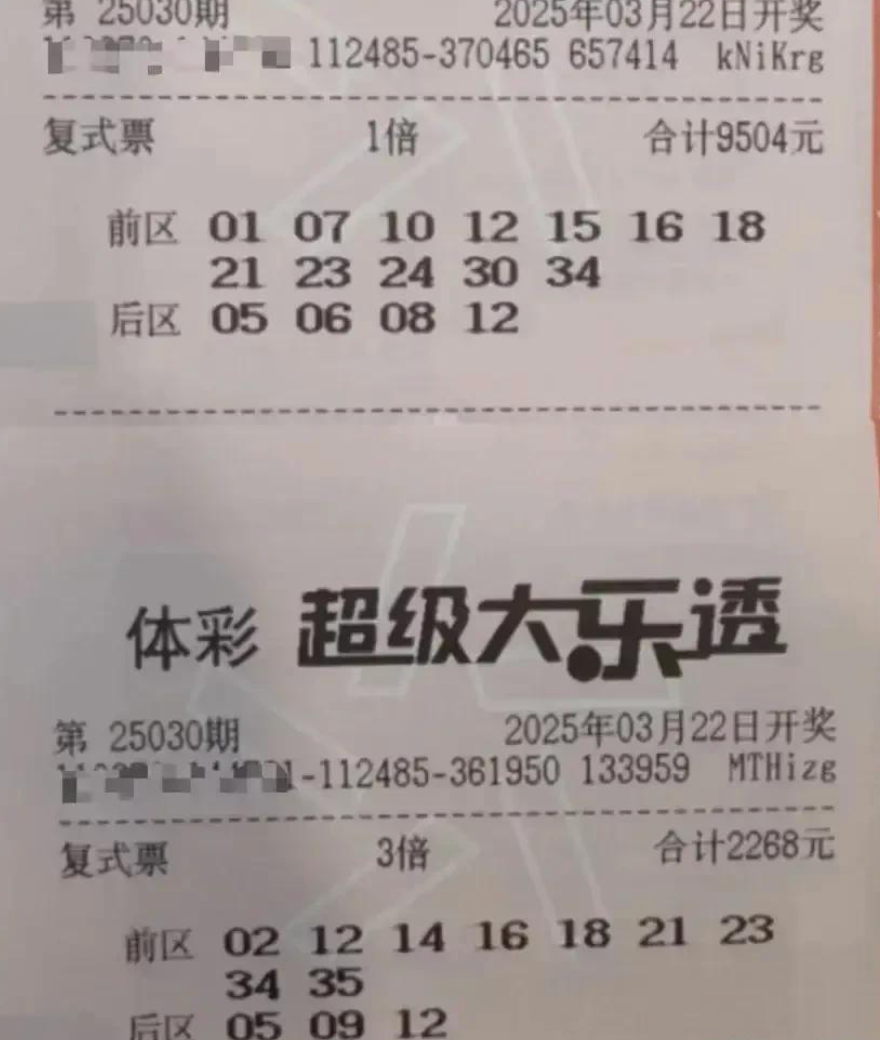 第 25030期 2025年03月22日开奖
112485-370465 657414 kNiKrg
复式票 1倍 合计9504元
前区 01 07 10 12 15 16 18
21 23 24 30 34
后区 05 06 08 12
体彩 超级大乐透
第 25030期 2025年03月22日开奖
1-112485-361950 133959 MTHizg
复式票 3倍 合计2268元
前区 02 12 14 16 18 21 23
34 35
后区 05 09 12